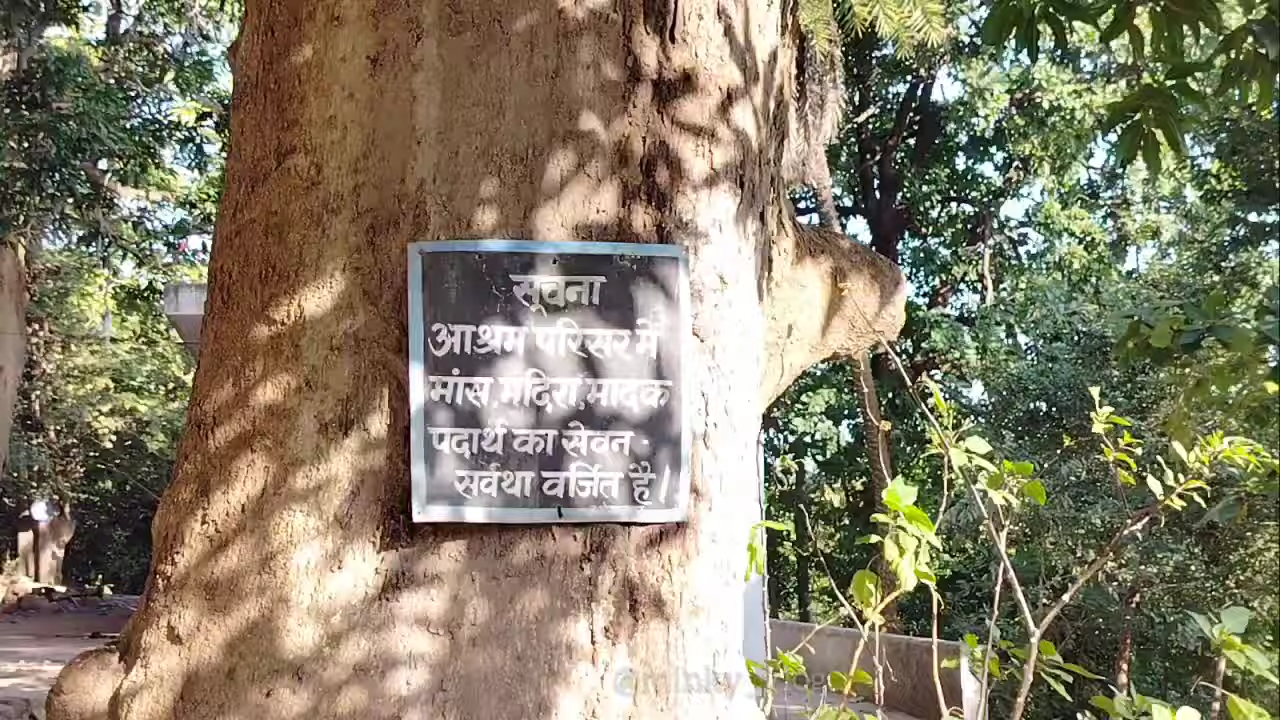 सूचना
आश्रम परिसर में
मांस, मदिरा, मादक
पदार्थ का सेवन
सर्वथा वर्जित है।